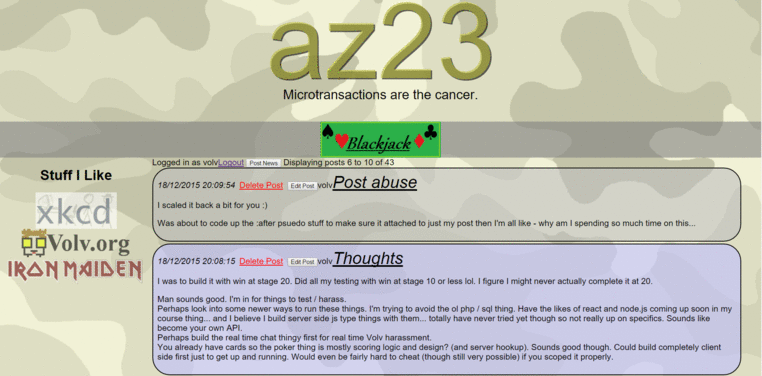 az23
Microtransactions are the cancer.
Blackjack
Logged in as volvLogout Post News Displaying posts 6 to 10 of 43
Stuff I Like
xkcd
Volv.org
IRON MAIDEN
18/12/2015 20:09:54 Delete Post Edit Post volvPost abuse
I scaled it back a bit for you :)
Was about to code up the :after psuedo stuff to make sure it attached to just my post then I'm all like - why am I spending so much time on this...
18/12/2015 20:08:15 Delete Post Edit Post volvThoughts
I was to build it with win at stage 20. Did all my testing with win at stage 10 or less lol. I figure I might never actually complete it at 20.
Man sounds good. I'm in for things to test / harass.
Perhaps look into some newer ways to run these things. I'm trying to avoid the ol php / sql thing. Have the likes of react and node.js coming up soon in my
course thing... and I believe I build server side js type things with them... totally have never tried yet though so not really up on specifics. Sounds like
become your own API.
Perhaps build the real time chat thingy first for real time Volv harassment.
You already have cards so the poker thing is mostly scoring logic and design? (and server hookup). Sounds good though. Could build completely client
side first just to get up and running. Would even be fairly hard to cheat (though still very possible) if you scoped it properly.